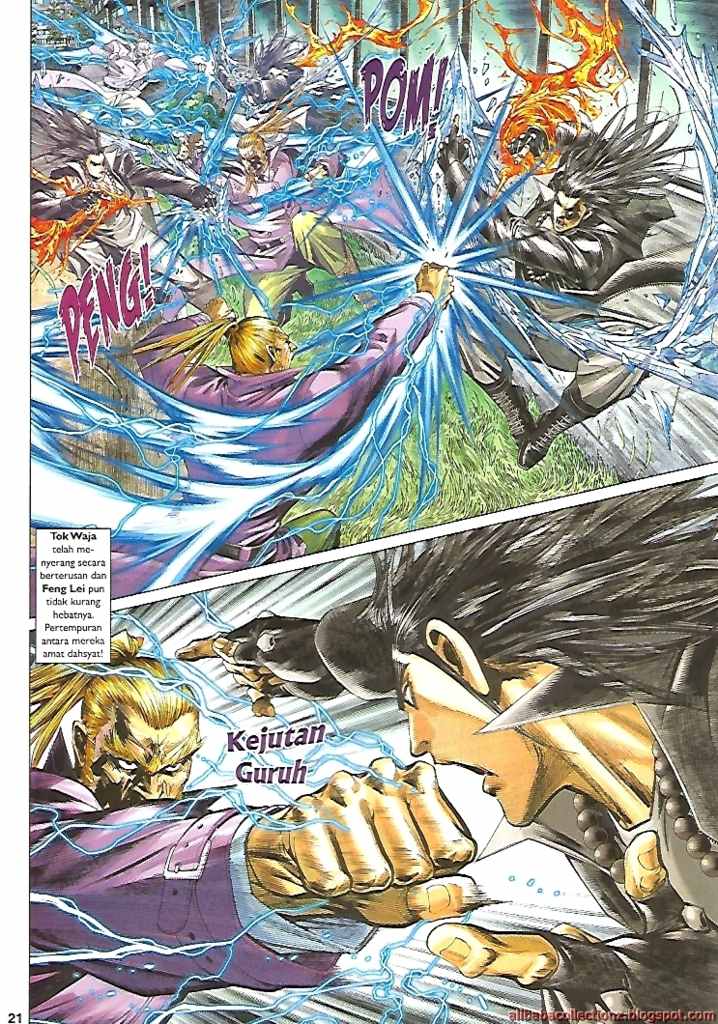 POM!
PENG!
Tok Waja
telah me-
nyerang secara
berterusan dan
Feng Lei pun
tidak kurang
hebatnya.
Pertempuran
antara mereka
amat dahsyat!
Kejutan
Guruh
21
alibabacollectionz.blogspot.com